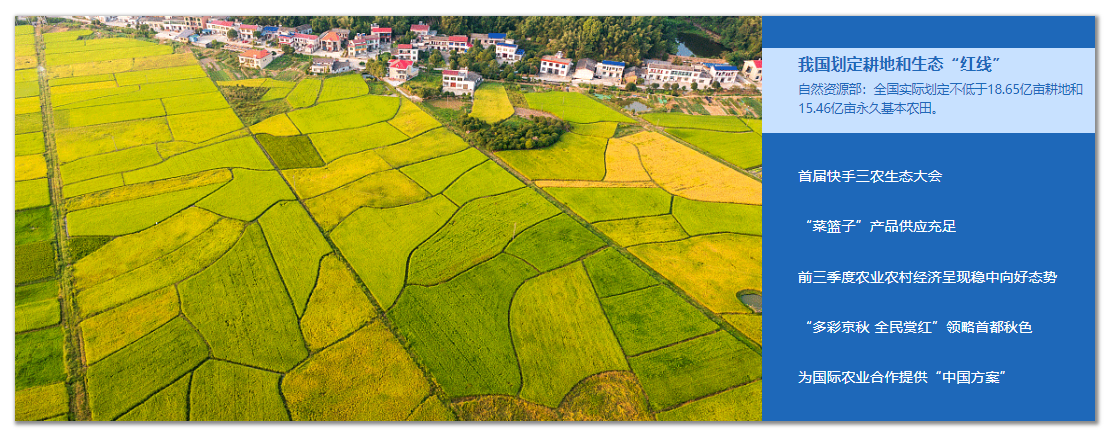 我国划定耕地和生态“红线”
自然资源部：全国实际划定不低于18.65亿亩耕地和
15.46亿亩永久基本农田。
首届快手三农生态大会
“菜篮子”产品供应充足
前三季度农业农村经济呈现稳中向好态势
“多彩京秋 全民赏红”领略首都秋色
为国际农业合作提供“中国方案”